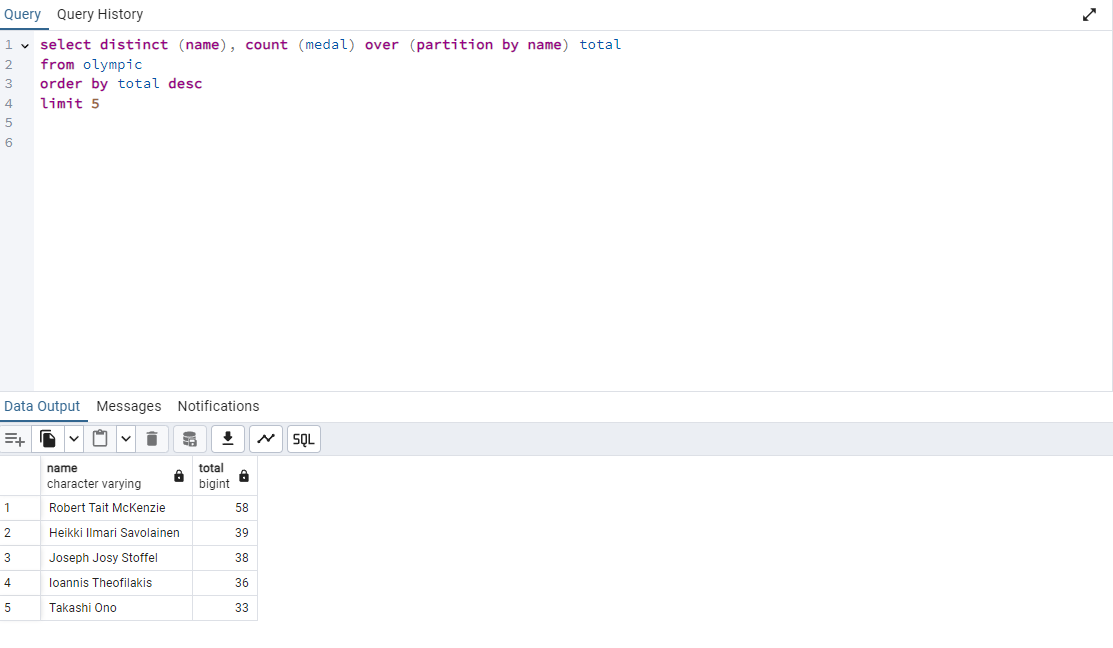 Query Query History
1 select distinct (name), count (medal) over (partition by name) total
2 from olympic
3 order by total desc
4 limit 5
5
6
Data Output Messages Notifications
SQL
name total
character varying bigint
1 Robert Tait McKenzie 58
2 Heikki Ilmari Savolainen 39
3 Joseph Josy Stoffel 38
4 Ioannis Theofilakis 36
5 Takashi Ono 33